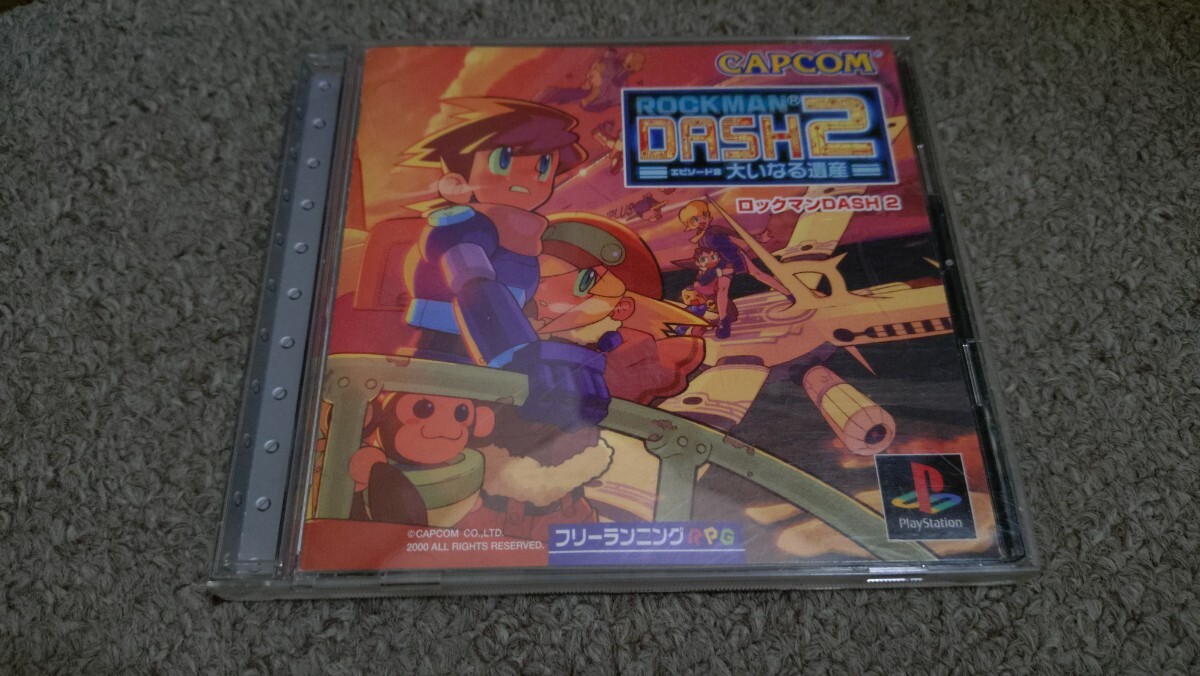 CAPCOM®
ROCKMAN®
DASH2
エピソード2 大いなる遺産
ロックマンDASH 2
PLUS
©CAPCOM CO.,LTD.
2000 ALL RIGHTS RESERVED.
フリーランニングRPG
PlayStation